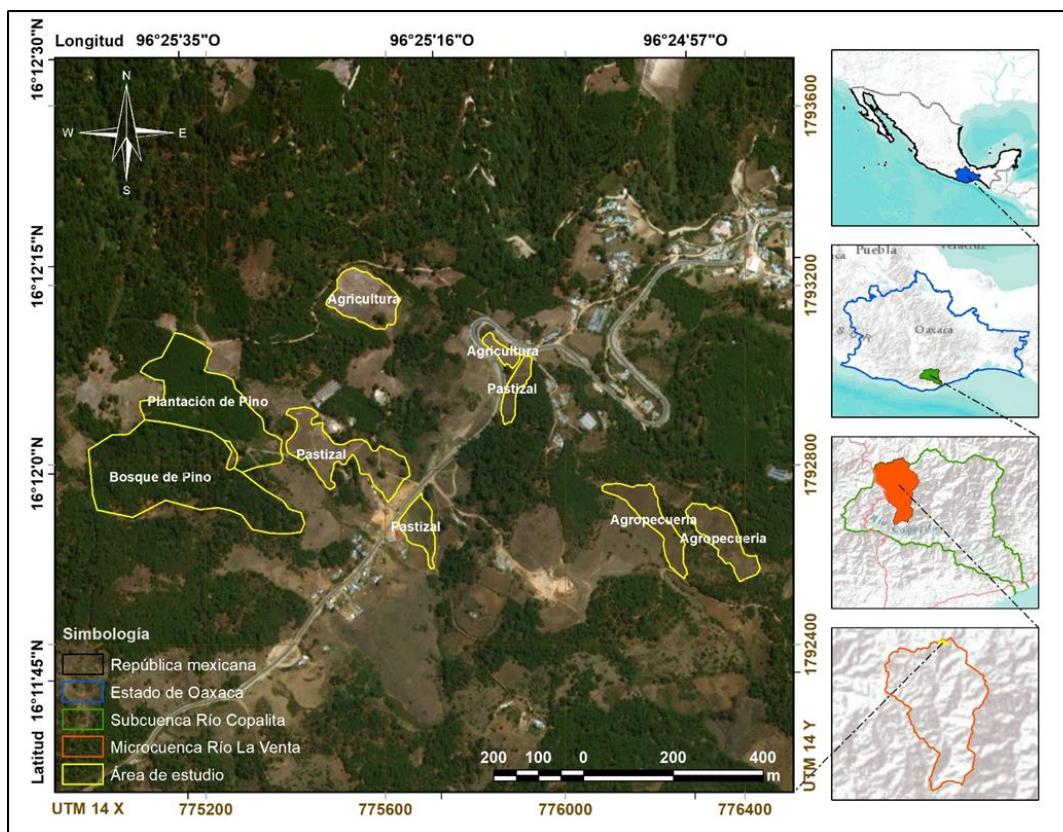 Longitud 96°25'35"W 96°25'16"W 96°24'57"W
16°12'30"N
16°12'15"N
16°12'0"N
16°11'45"N
Latitud
N
W E
S
1793600
1793200
1792800
1792400
UTM 14 Y
Agricultura
Agricultura
Pastizal
Plantación de Pino
Pastizal
Bosque de Pino
Pastizal
Agropecueria
Agropecueria
Simbología
República mexicana
Estado de Oaxaca
Subcuenca Río Copalita
Microcuenca Río La Venta
Área de estudio
200 100 0 200 400
m
UTM 14 X 775200 775600 776000 776400
Puebla
Oaxaca